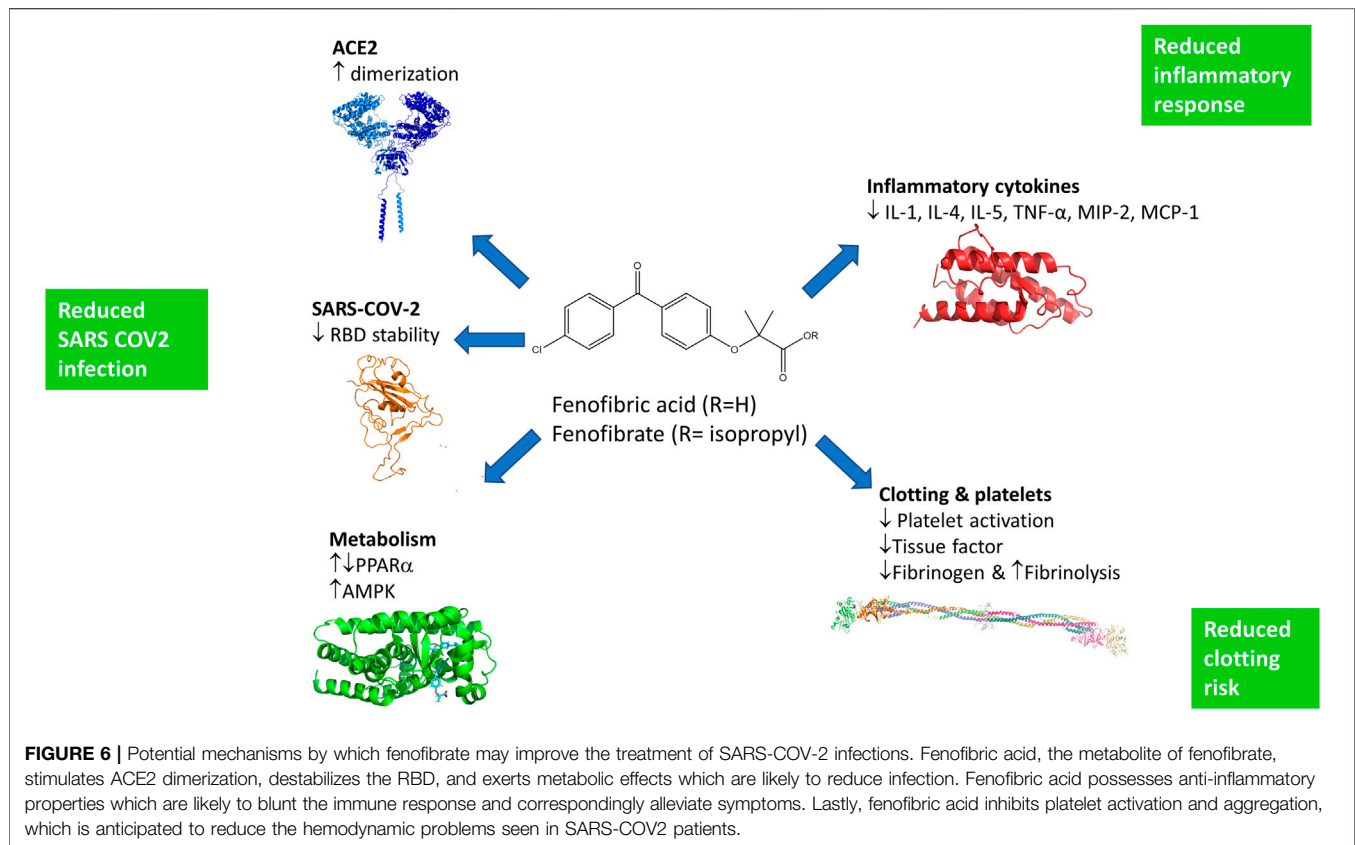 ACE2
↑ dimerization
Reduced
inflammatory
response
Inflammatory cytokines
↓ IL-1, IL-4, IL-5, TNF-α, MIP-2, MCP-1
Reduced
SARS COV2
infection
SARS-COV-2
↓ RBD stability
O
Cl
O
OR
O
Fenofibric acid (R=H)
Fenofibrate (R= isopropyl)
Metabolism
↑↓PPARα
↑AMPK
Clotting & platelets
↓ Platelet activation
↓Tissue factor
↓Fibrinogen & ↑Fibrinolysis
Reduced
clotting
risk
FIGURE 6 | Potential mechanisms by which fenofibrate may improve the treatment of SARS-COV-2 infections. Fenofibric acid, the metabolite of fenofibrate,
stimulates ACE2 dimerization, destabilizes the RBD, and exerts metabolic effects which are likely to reduce infection. Fenofibric acid possesses anti-inflammatory
properties which are likely to blunt the immune response and correspondingly alleviate symptoms. Lastly, fenofibric acid inhibits platelet activation and aggregation,
which is anticipated to reduce the hemodynamic problems seen in SARS-COV2 patients.